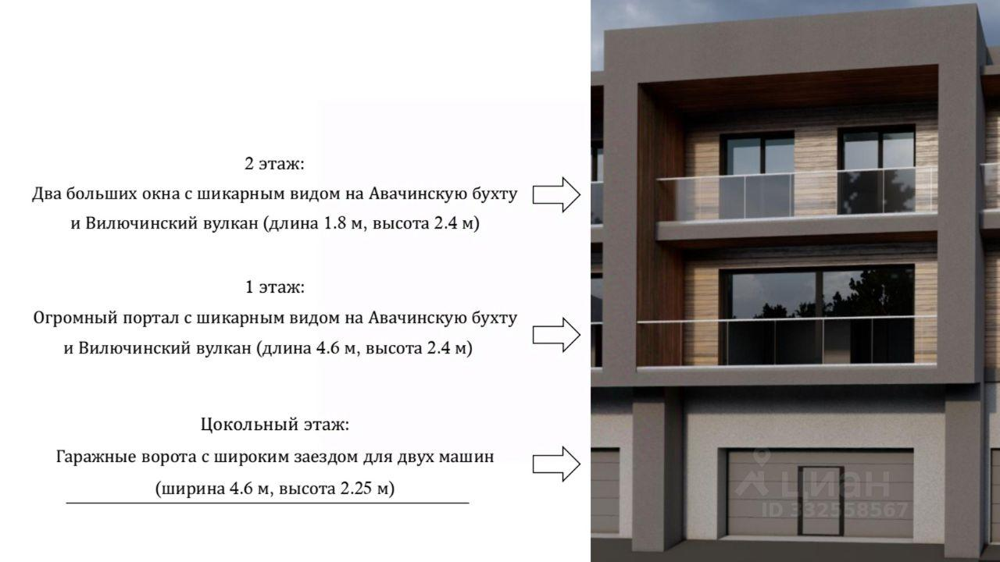 2 этаж:
Два больших окна с шикарным видом на Авачинскую бухту
и Вилючинский вулкан (длина 1.8 м, высота 2.4 м)
1 этаж:
Огромный портал с шикарным видом на Авачинскую бухту
и Вилючинский вулкан (длина 4.6 м, высота 2.4 м)
Цокольный этаж:
Гаражные ворота с широким заездом для двух машин
(ширина 4.6 м, высота 2.25 м)
циан
ID 332558567